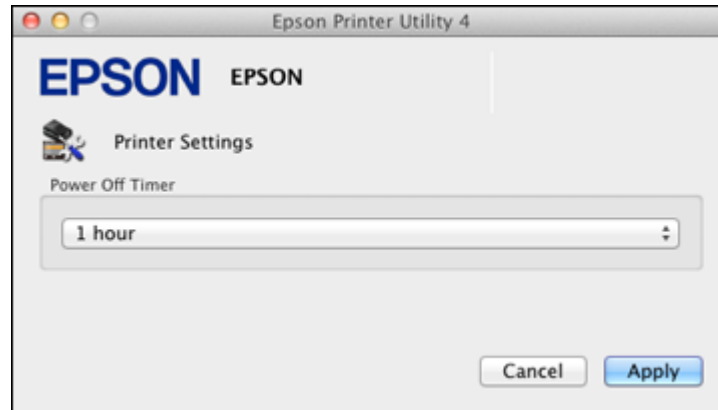 Epson Printer Utility 4
EPSON EPSON
Printer Settings
Power Off Timer
1 hour
Cancel Apply